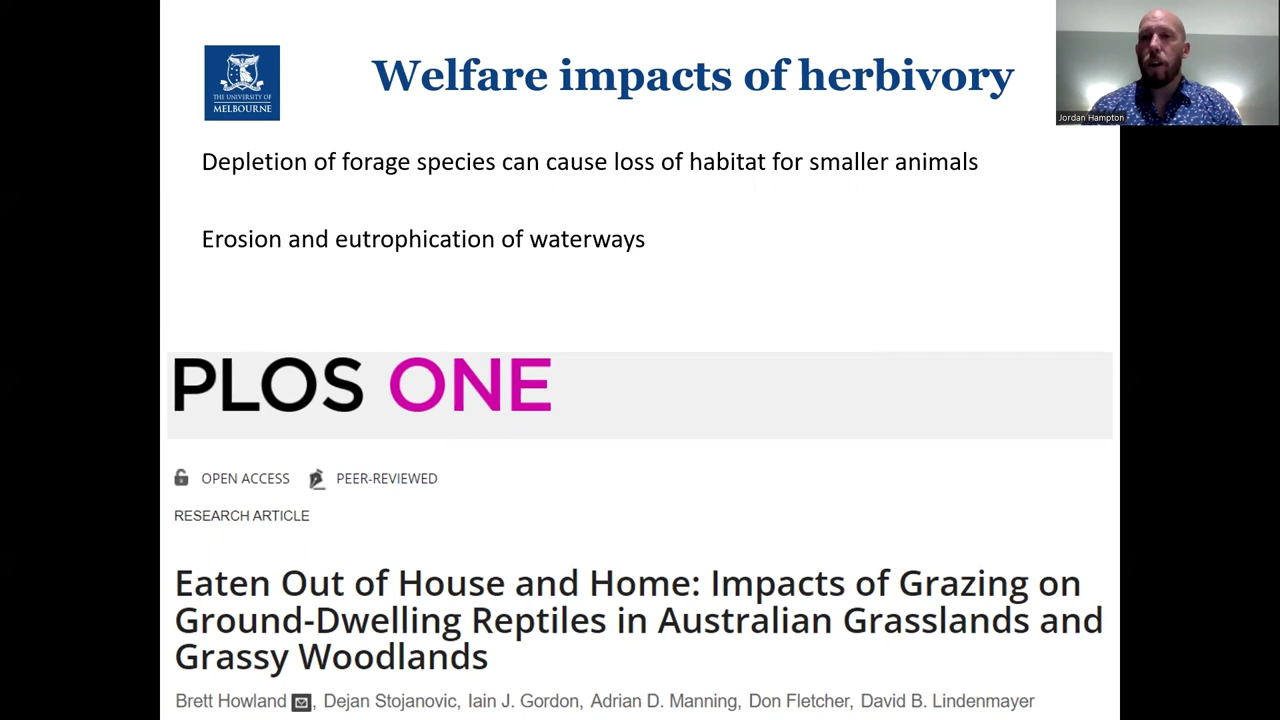 THE UNIVERSITY OF
MELBOURNE
Welfare impacts of herbivory
Jordan Hampton
Depletion of forage species can cause loss of habitat for smaller animals
Erosion and eutrophication of waterways
PLOS ONE
OPEN ACCESS PEER-REVIEWED
RESEARCH ARTICLE
Eaten Out of House and Home: Impacts of Grazing on
Ground-Dwelling Reptiles in Australian Grasslands and
Grassy Woodlands
Brett Howland , Dejan Stojanovic, Iain J. Gordon, Adrian D. Manning, Don Fletcher, David B. Lindenmayer